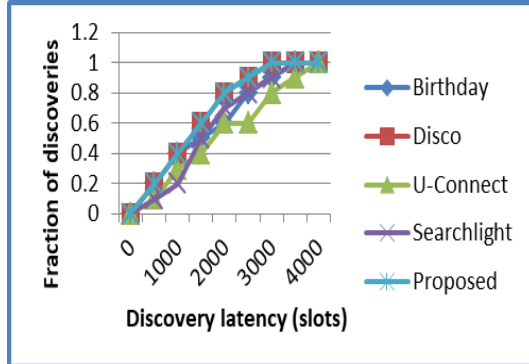 Fraction of discoveries
1.2
1
0.8
0.6
0.4
0.2
0
0
1000
2000
3000
4000
Discovery latency (slots)
Birthday
Disco
U-Connect
Searchlight
Proposed